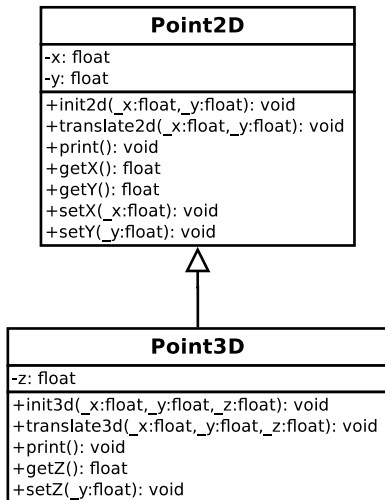 Point2D
-x: float
-y: float
+init2d(_x:float,_y:float): void
+translate2d(_x:float,_y:float): void
+print(): void
+getX(): float
+getY(): float
+setX(_x:float): void
+setY(_y:float): void
Point3D
-z: float
+init3d(_x:float,_y:float,_z:float): void
+translate3d(_x:float,_y:float,_z:float): void
+print(): void
+getZ(): float
+setZ(_y:float): void